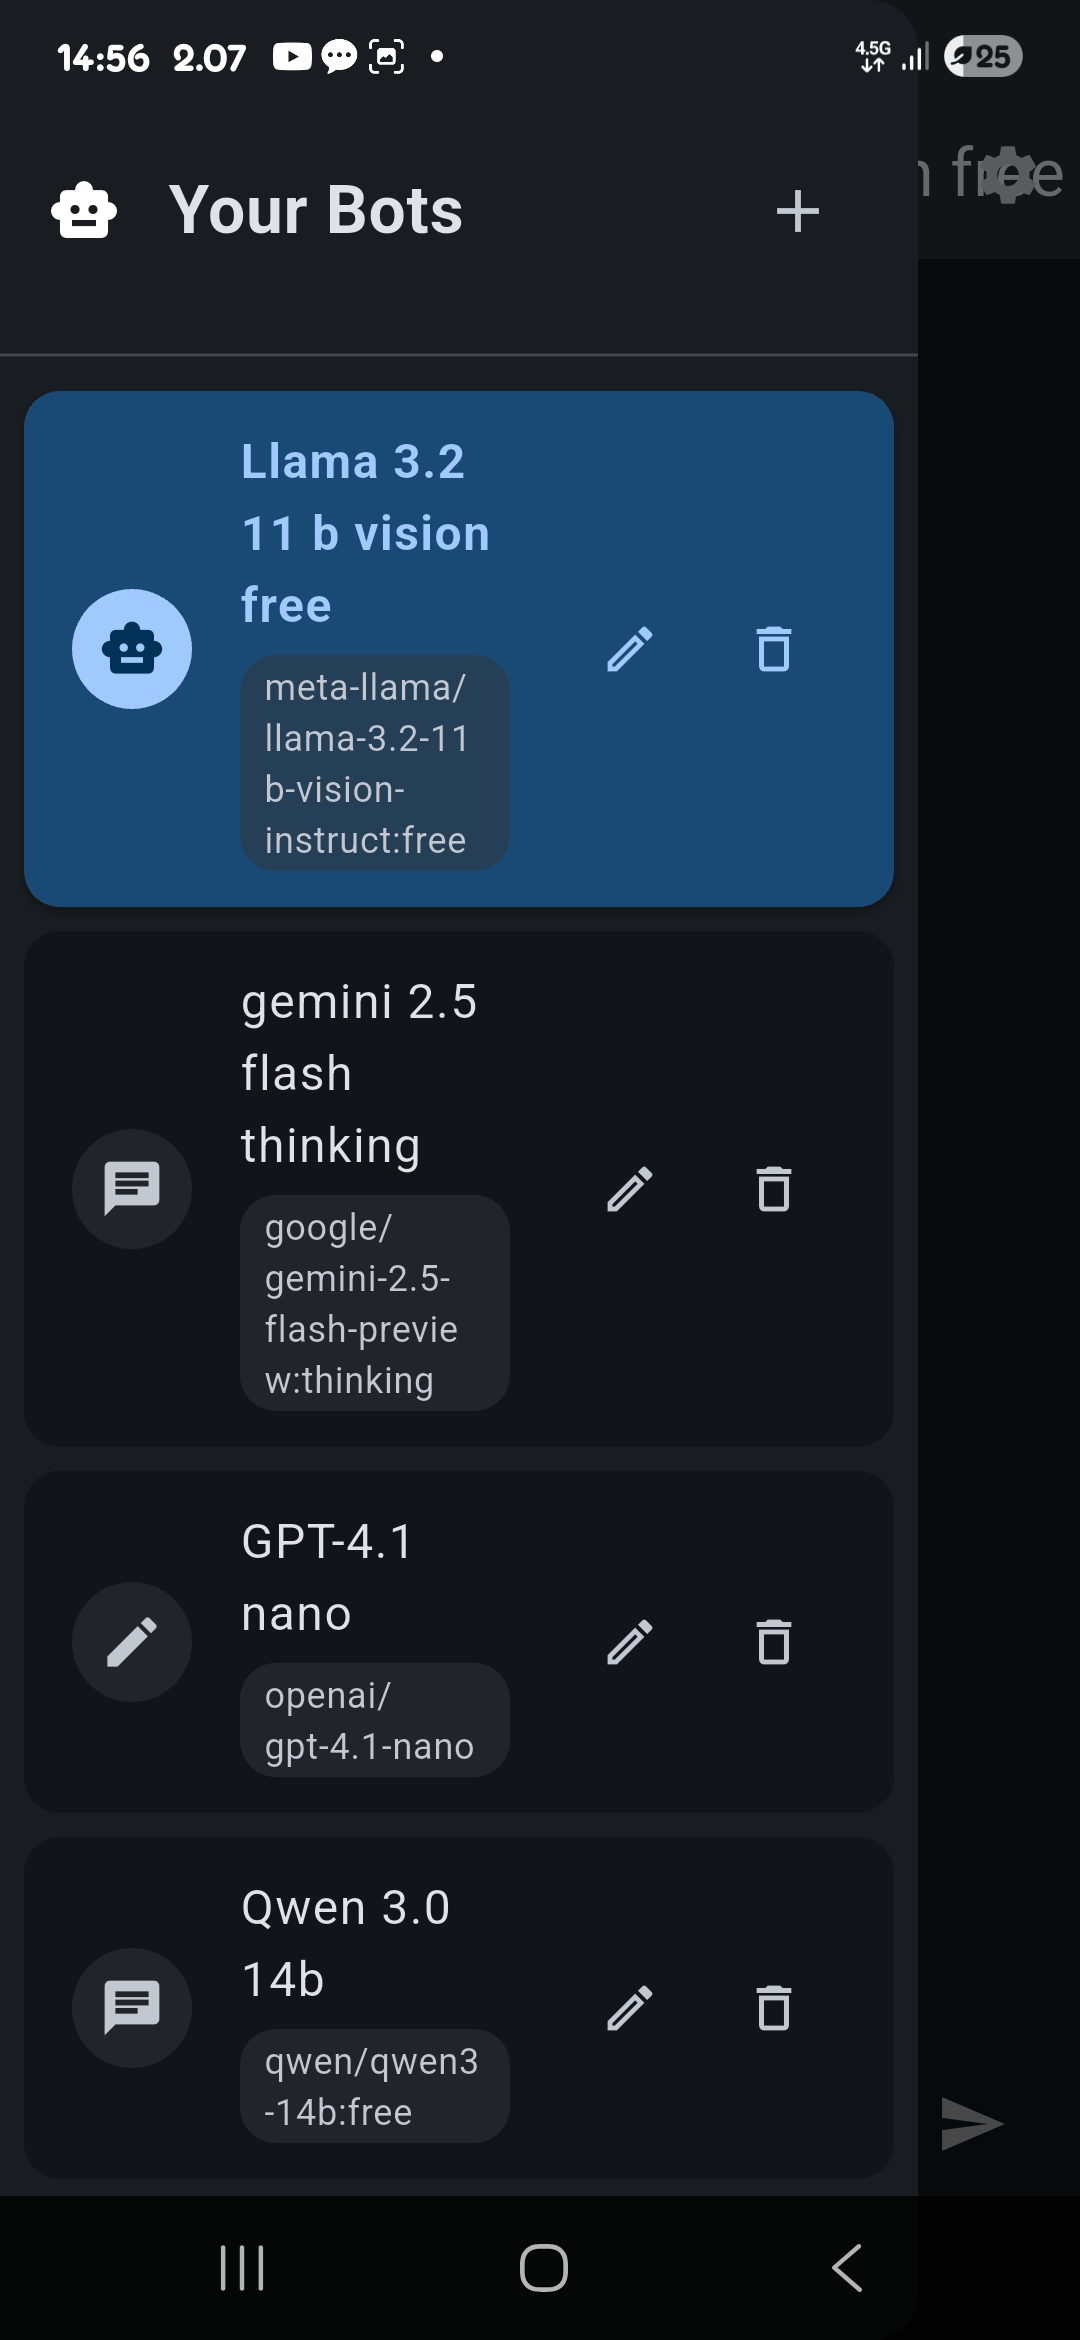 14:56 2.07 4.5G 25
Your Bots
n free
Llama 3.2
11 b vision
free
meta-llama/
llama-3.2-11
b-vision-
instruct:free
gemini 2.5
flash
thinking
google/
gemini-2.5-
flash-previe
w:thinking
GPT-4.1
nano
openai/
gpt-4.1-nano
Qwen 3.0
14b
qwen/qwen3
-14b:free